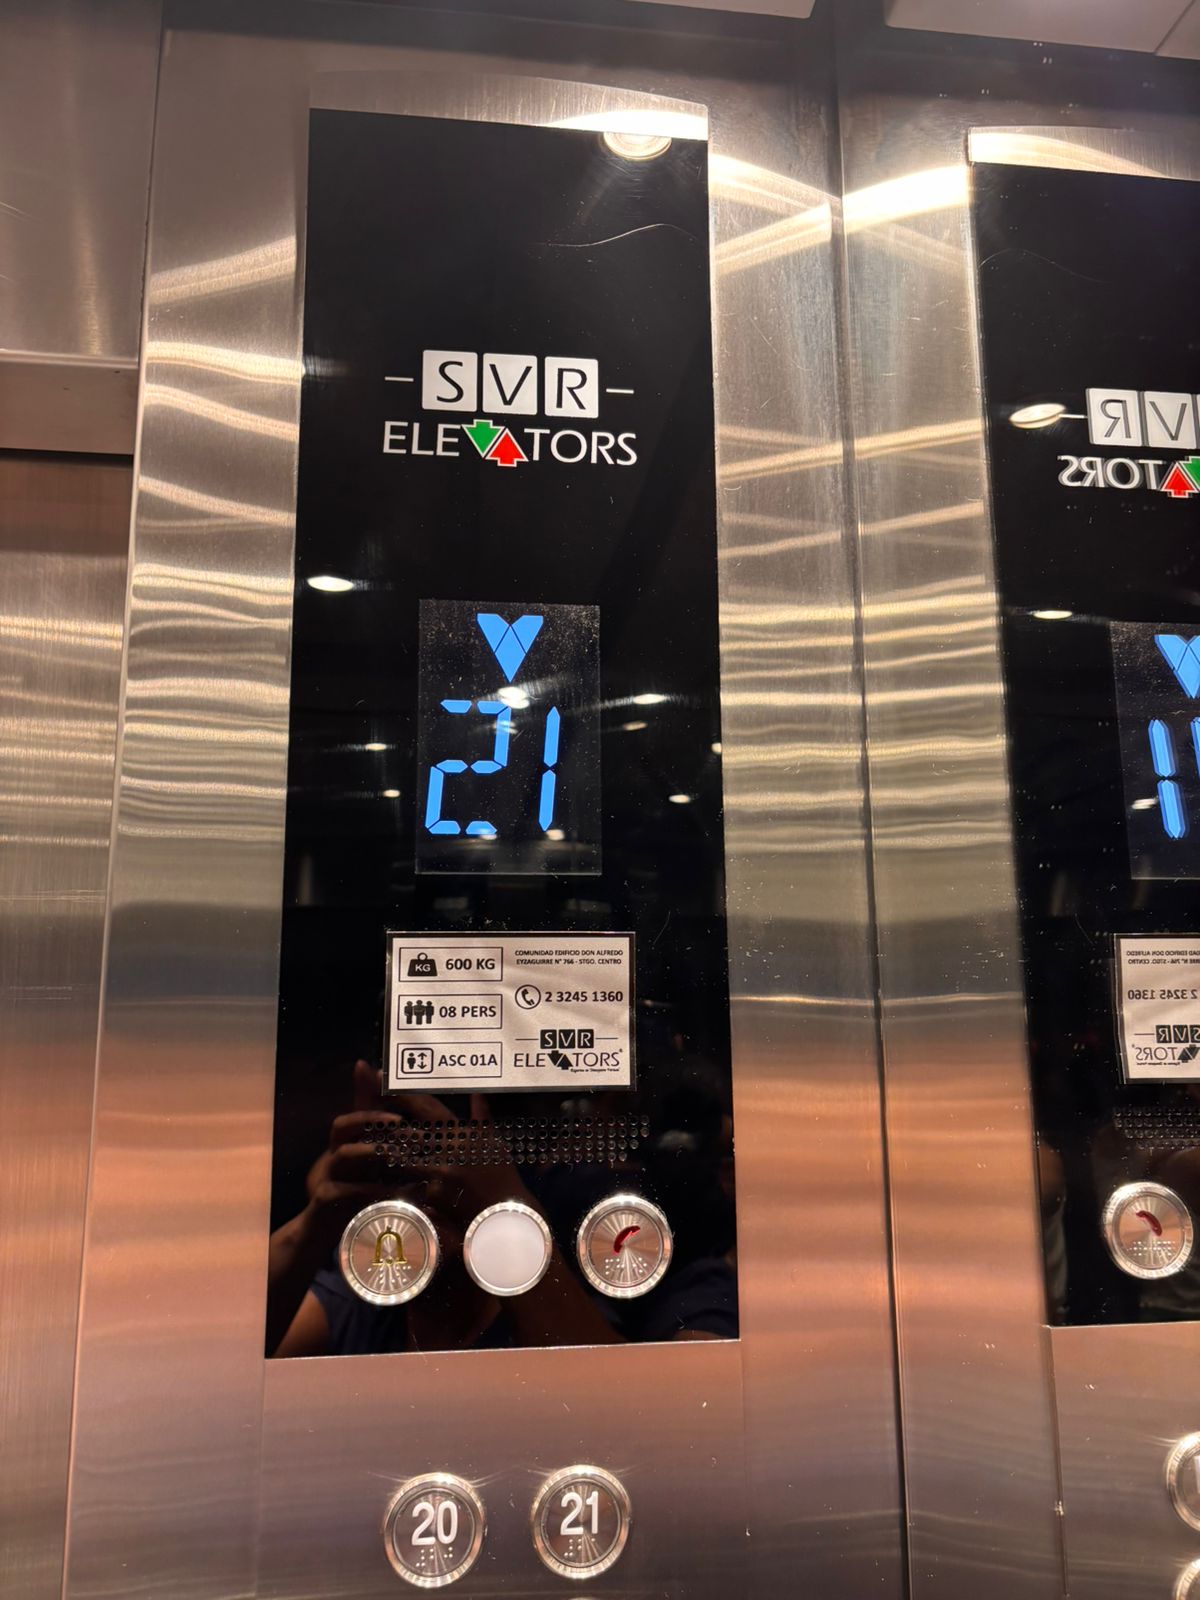 SVR
ELEVATORS
21
KG 600 KG
08 PERS
ASC 01A
COMUNIDAD EDIFICIO DON ALFREDO
EYZAGUIRRE N° 766 - STGO. CENTRO
2 3245 1360
SVR
ELEVATORS®
20 21